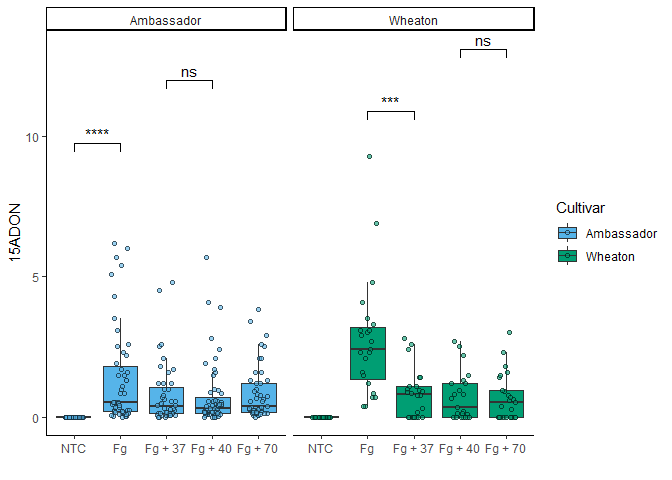 Ambassador
Wheaton
ns
ns
***
****
10
5
0
15ADON
NTC
Fg
Fg + 37
Fg + 40
Fg + 70
NTC
Fg
Fg + 37
Fg + 40
Fg + 70
Cultivar
Ambassador
Wheaton